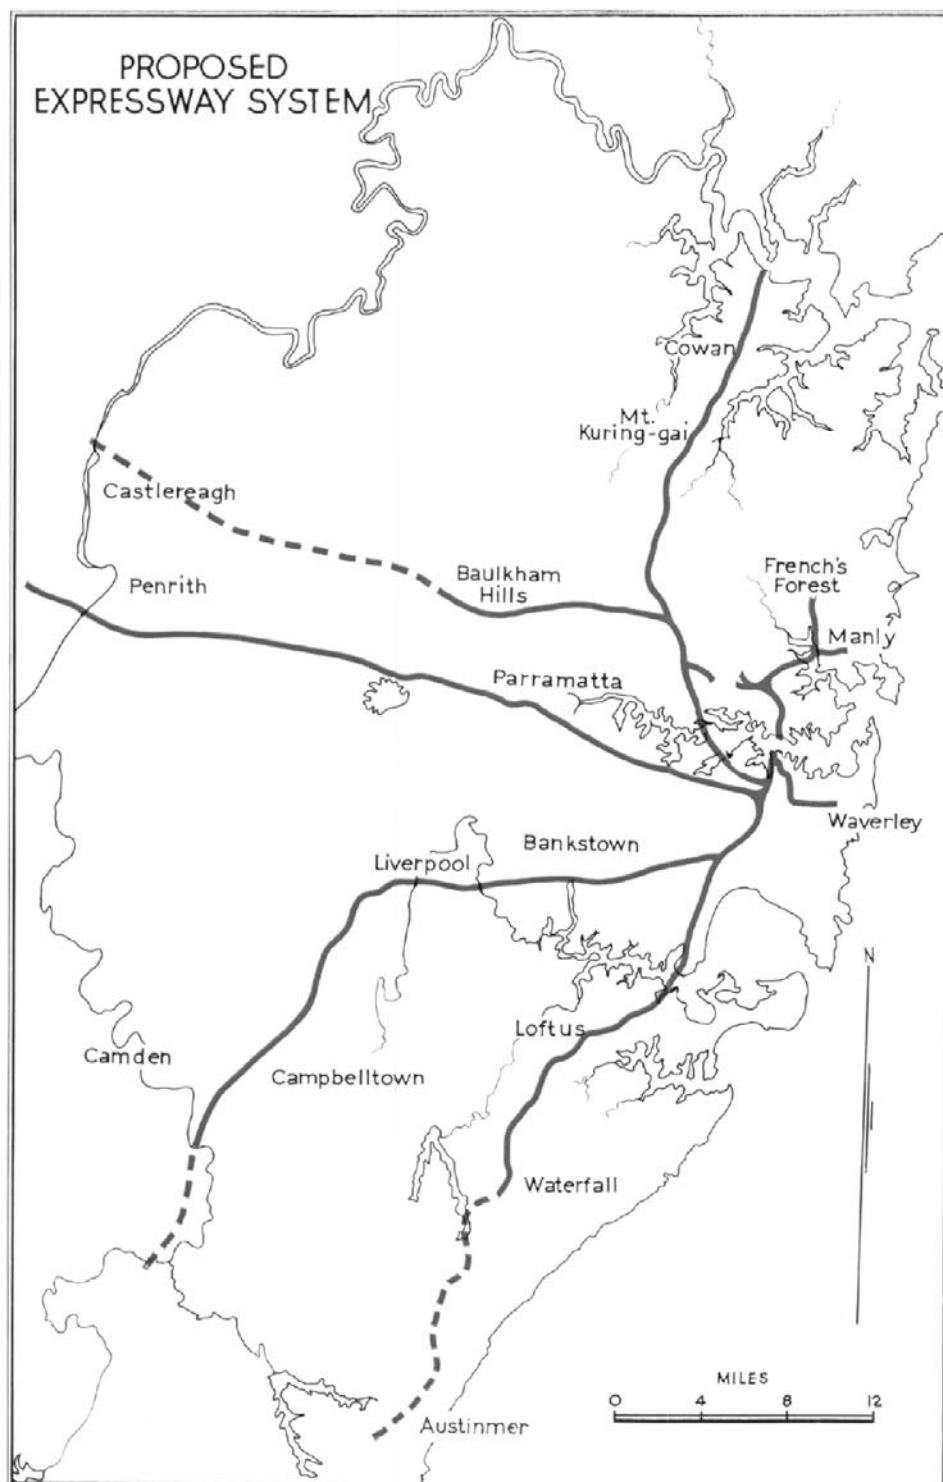 PROPOSED
EXPRESSWAY SYSTEM
Cowan
Mt.
Kuring-gai
Castlereagh
Penrith
Baulkham
Hills
French's
Forest
Manly
Parramatta
Waverley
Bankstown
Liverpool
N
Loftus
Camden
Campbelltown
Waterfall
MILES
0 4 8 12
Austinmer